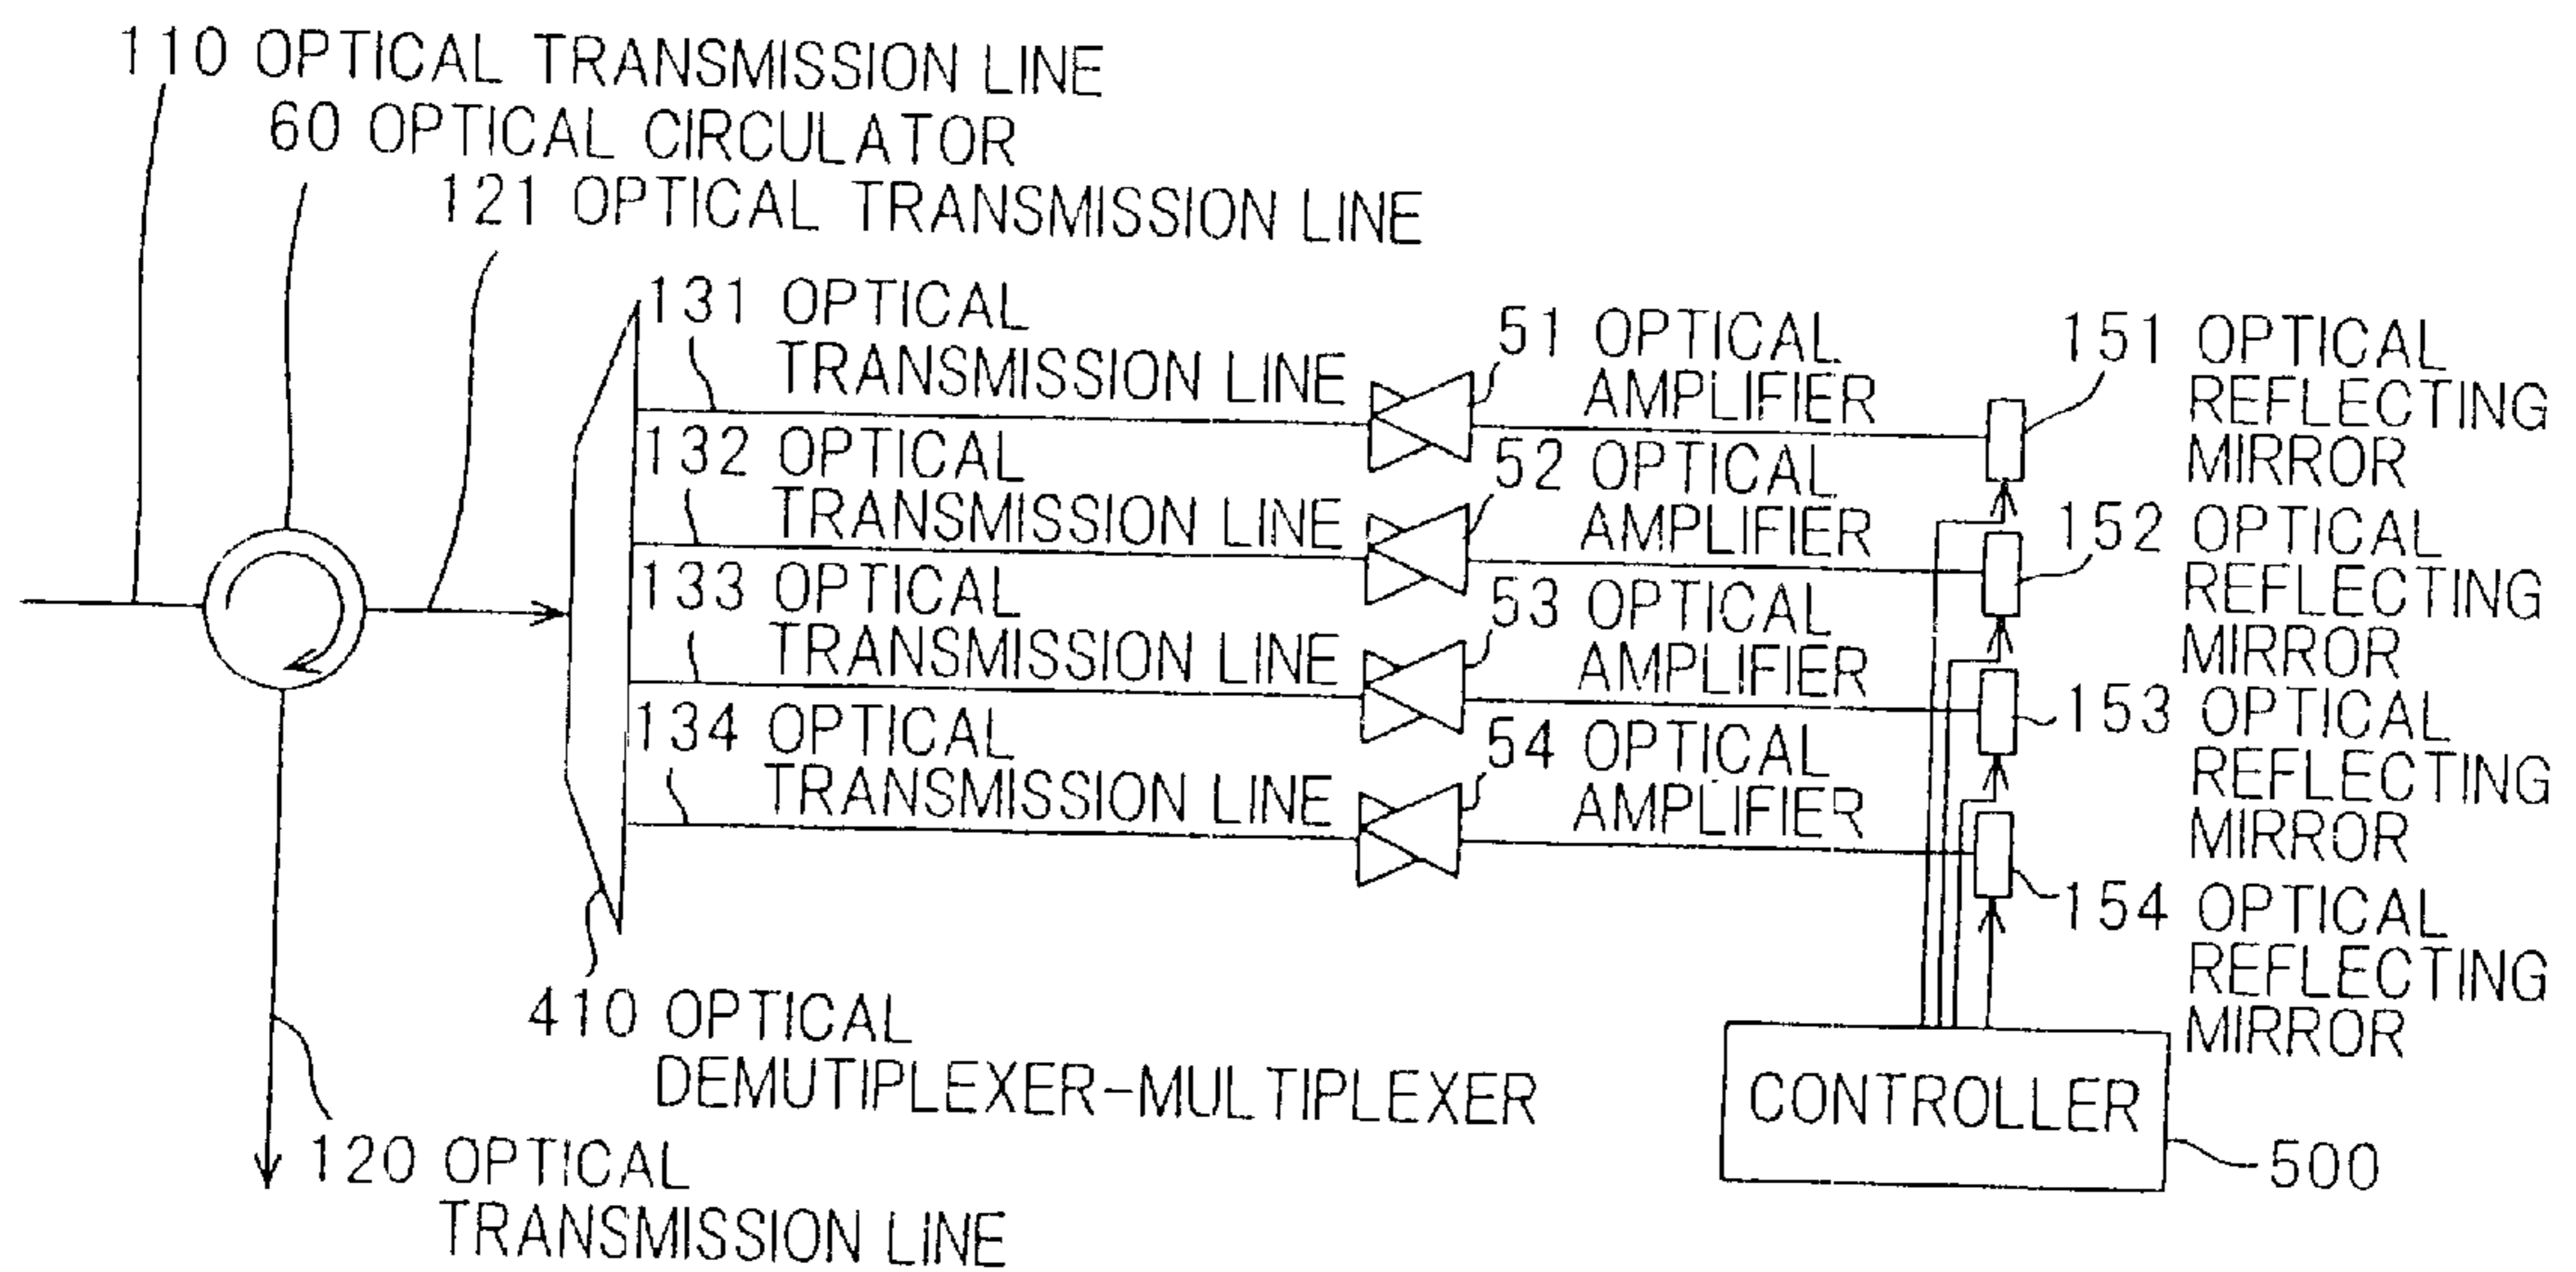 110 OPTICAL TRANSMISSION LINE
60 OPTICAL CIRCULATOR
121 OPTICAL TRANSMISSION LINE
131 OPTICAL
TRANSMISSION LINE
51 OPTICAL
AMPLIFIER
151 OPTICAL
REFLECTING
MIRROR
132 OPTICAL
TRANSMISSION LINE
52 OPTICAL
AMPLIFIER
152 OPTICAL
REFLECTING
MIRROR
133 OPTICAL
TRANSMISSION LINE
53 OPTICAL
AMPLIFIER
153 OPTICAL
REFLECTING
MIRROR
134 OPTICAL
TRANSMISSION LINE
54 OPTICAL
AMPLIFIER
154 OPTICAL
REFLECTING
MIRROR
410 OPTICAL
DEMUTIPLEXER-MULTIPLEXER
CONTROLLER
500
120 OPTICAL
TRANSMISSION LINE